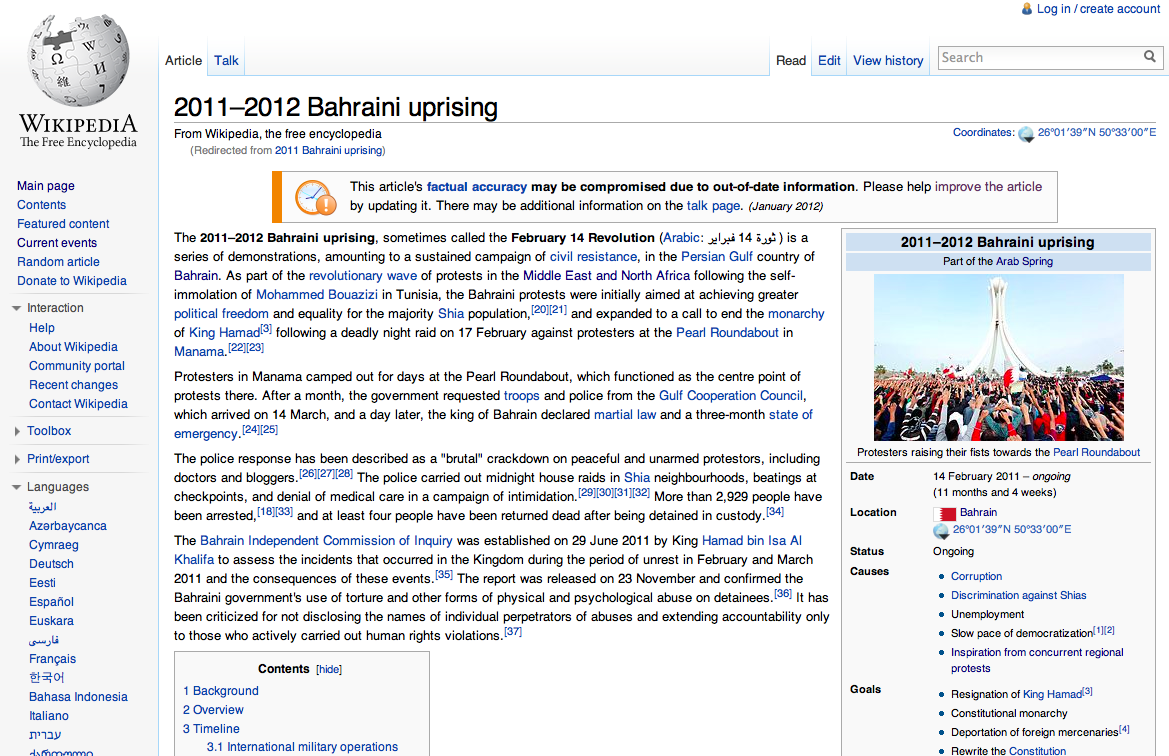 Log in / create account
Article Talk Read Edit View history Search
WIKIPEDIA
The Free Encyclopedia
Main page
Contents
Featured content
Current events
Random article
Donate to Wikipedia
Interaction
Help
About Wikipedia
Community portal
Recent changes
Contact Wikipedia
Toolbox
Print/export
Languages
العربية
Azərbaycanca
Cymraeg
Deutsch
Eesti
Español
Euskara
فارسی
Français
한국어
Bahasa Indonesia
Italiano
עברית
ქართული
2011–2012 Bahraini uprising
From Wikipedia, the free encyclopedia
(Redirected from 2011 Bahraini uprising)
Coordinates: 26°01′39″N 50°33′00″E
This article's factual accuracy may be compromised due to out-of-date information. Please help improve the article
by updating it. There may be additional information on the talk page. (January 2012)
The 2011–2012 Bahraini uprising, sometimes called the February 14 Revolution (Arabic: ثورة 14 فبراير ) is a
series of demonstrations, amounting to a sustained campaign of civil resistance, in the Persian Gulf country of
Bahrain. As part of the revolutionary wave of protests in the Middle East and North Africa following the self-
immolation of Mohammed Bouazizi in Tunisia, the Bahraini protests were initially aimed at achieving greater
political freedom and equality for the majority Shia population,[20][21] and expanded to a call to end the monarchy
of King Hamad[3] following a deadly night raid on 17 February against protesters at the Pearl Roundabout in
Manama.[22][23]
Protesters in Manama camped out for days at the Pearl Roundabout, which functioned as the centre point of
protests there. After a month, the government requested troops and police from the Gulf Cooperation Council,
which arrived on 14 March, and a day later, the king of Bahrain declared martial law and a three-month state of
emergency.[24][25]
The police response has been described as a "brutal" crackdown on peaceful and unarmed protestors, including
doctors and bloggers.[26][27][28] The police carried out midnight house raids in Shia neighbourhoods, beatings at
checkpoints, and denial of medical care in a campaign of intimidation.[29][30][31][32] More than 2,929 people have
been arrested,[18][33] and at least four people have been returned dead after being detained in custody.[34]
The Bahrain Independent Commission of Inquiry was established on 29 June 2011 by King Hamad bin Isa Al
Khalifa to assess the incidents that occurred in the Kingdom during the period of unrest in February and March
2011 and the consequences of these events.[35] The report was released on 23 November and confirmed the
Bahraini government's use of torture and other forms of physical and psychological abuse on detainees.[36] It has
been criticized for not disclosing the names of individual perpetrators of abuses and extending accountability only
to those who actively carried out human rights violations.[37]
Contents [hide]
1 Background
2 Overview
3 Timeline
3.1 International military operations
2011–2012 Bahraini uprising
Part of the Arab Spring
Protesters raising their fists towards the Pearl Roundabout
Date 14 February 2011 – ongoing
(11 months and 4 weeks)
Location Bahrain
26°01′39″N 50°33′00″E
Status Ongoing
Causes
Corruption
Discrimination against Shias
Unemployment
Slow pace of democratization[1][2]
Inspiration from concurrent regional
protests
Goals
Resignation of King Hamad[3]
Constitutional monarchy
Deportation of foreign mercenaries[4]
Rewrite the Constitution